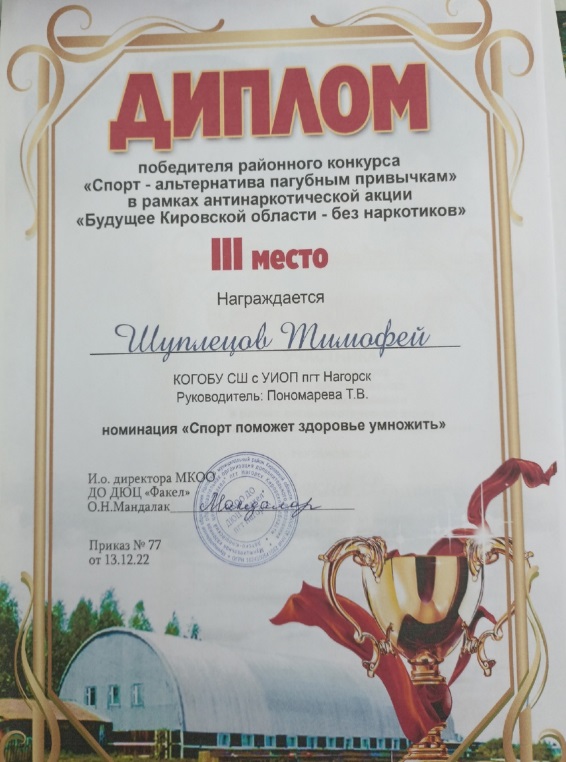 ДИПЛОМ
победителя районного конкурса
«Спорт - альтернатива пагубным привычкам»
в рамках антинаркотической акции
«Будущее Кировской области - без наркотиков»
III место
Награждается
Шуплецов Тимофей
КОГОБУ СШ с УИОП пгт Нагорск
Руководитель: Пономарева Т.В.
номинация «Спорт поможет здоровье умножить»
И.о. директора МКОО
ДО ДЮЦ «Факел»
О.Н.Мандалак
Приказ № 77
от 13.12.22